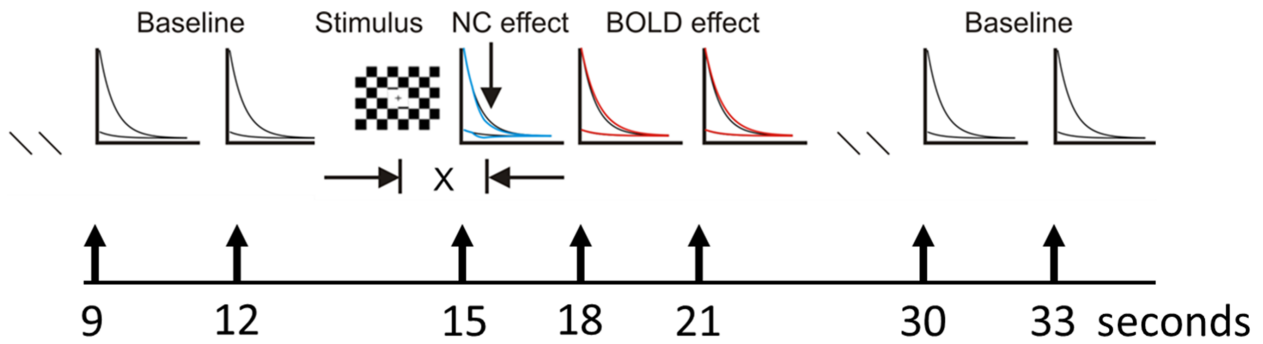 Baseline Stimulus NC effect BOLD effect Baseline
X
9 12 15 18 21 30 33 seconds